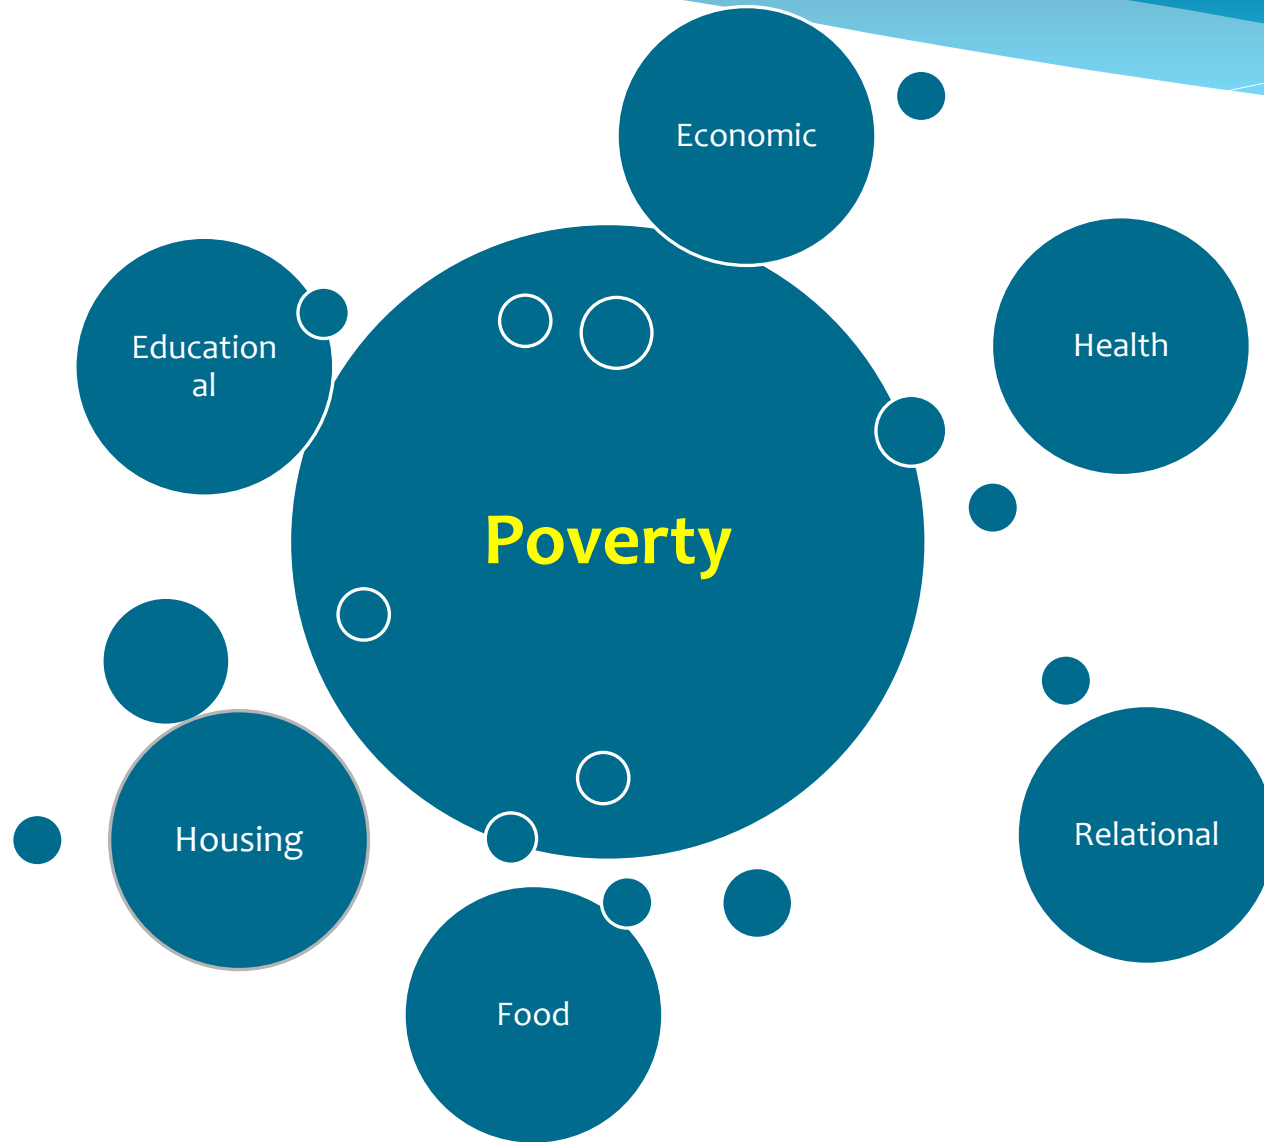 Economic
Health
Education
al
Poverty
Housing
Relational
Food